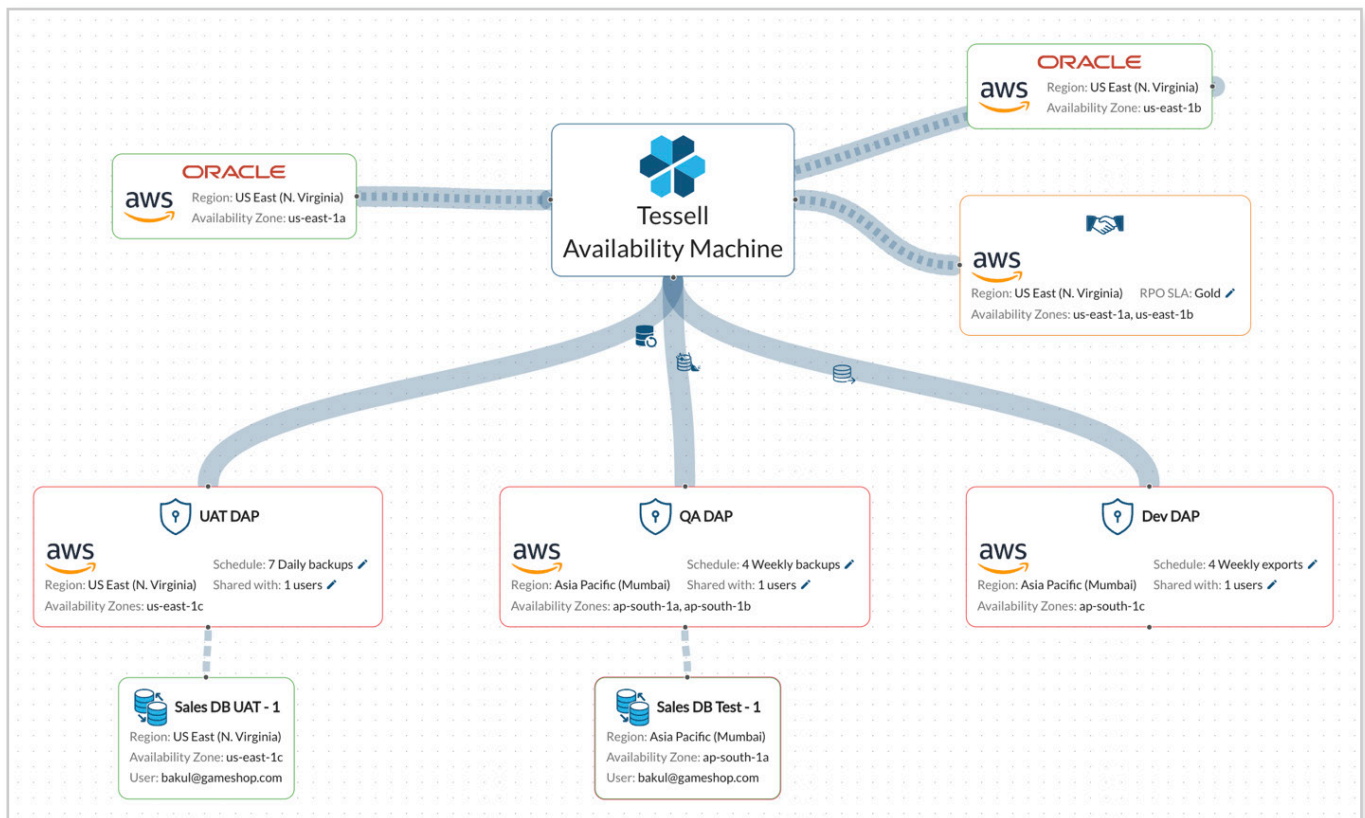 ORACLE
aws
Region: US East (N. Virginia)
Availability Zone: us-east-1b
ORACLE
aws
Region: US East (N. Virginia)
Availability Zone: us-east-1a
Tessell
Availability Machine
aws
Region: US East (N. Virginia) RPO SLA: Gold
Availability Zones: us-east-1a, us-east-1b
UAT DAP
aws
Schedule: 7 Daily backups
Region: US East (N. Virginia) Shared with: 1 users
Availability Zones: us-east-1c
QA DAP
aws
Schedule: 4 Weekly backups
Region: Asia Pacific (Mumbai) Shared with: 1 users
Availability Zones: ap-south-1a, ap-south-1b
Dev DAP
aws
Schedule: 4 Weekly exports
Region: Asia Pacific (Mumbai) Shared with: 1 users
Availability Zones: ap-south-1c
Sales DB UAT - 1
Region: US East (N. Virginia)
Availability Zone: us-east-1c
User: bakul@gameshop.com
Sales DB Test - 1
Region: Asia Pacific (Mumbai)
Availability Zone: ap-south-1a
User: bakul@gameshop.com